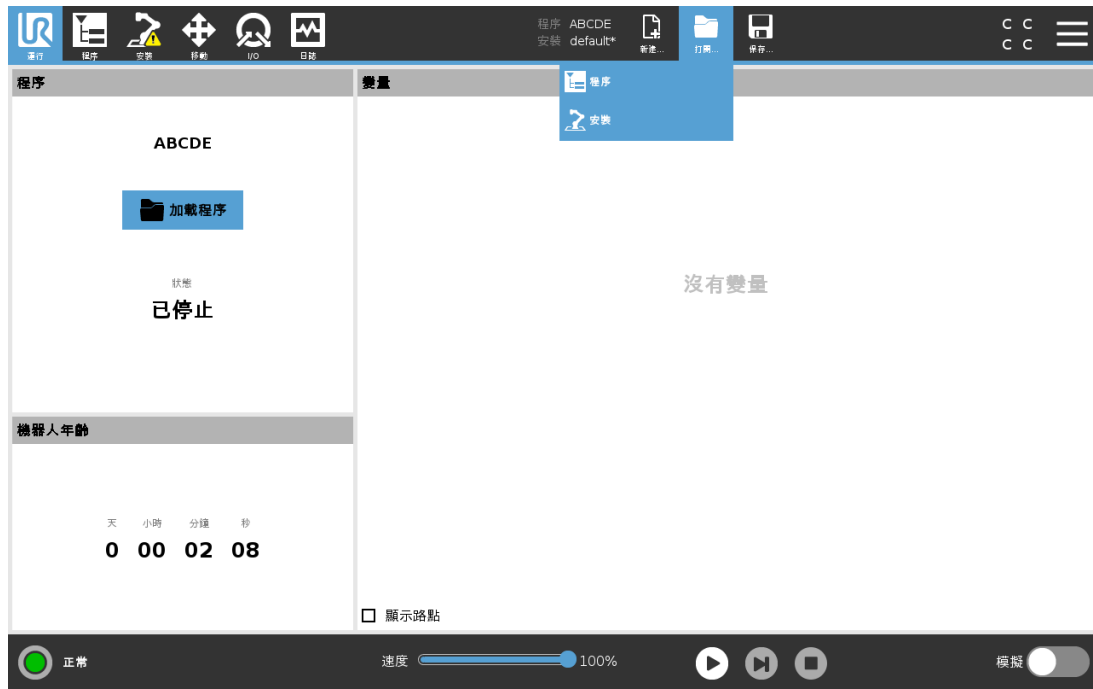 UR
運行
程序
安裝
移動
I/O
日誌
程序 ABCDE
安裝 default*
新建...
打開...
保存...
C C
C C
程序
安裝
程序
ABCDE
加載程序
狀態
已停止
變量
沒有變量
機器人年齡
天 小時 分鐘 秒
0 00 02 08
顯示路點
正常
速度 100%
模擬